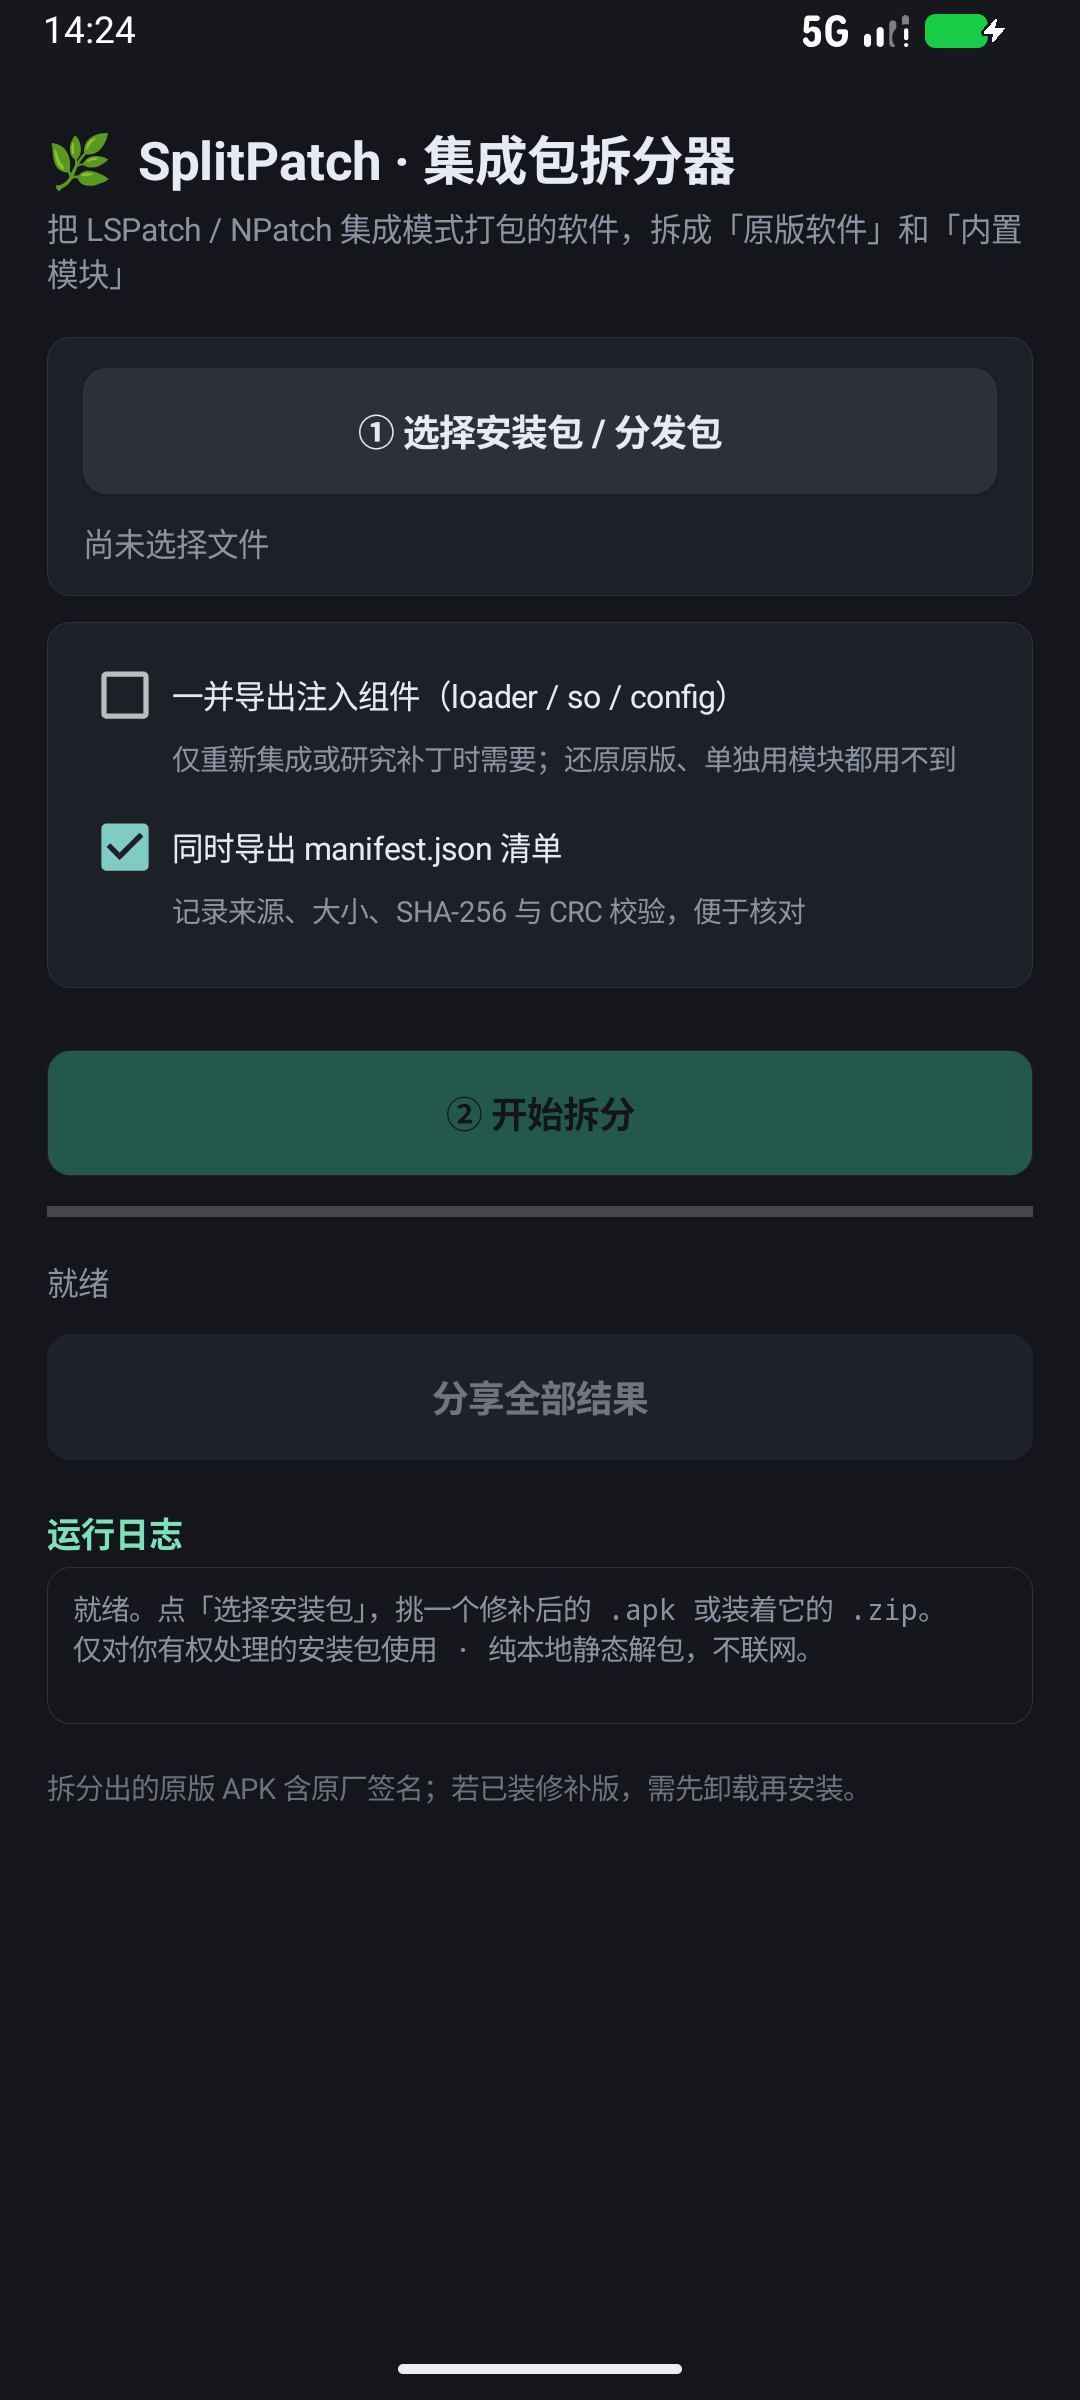 14:24
5G
SplitPatch · 集成包拆分器
把 LSPatch / NPatch 集成模式打包的软件，拆成「原版软件」和「内置
模块」
① 选择安装包 / 分发包
尚未选择文件
一并导出注入组件（loader / so / config）
仅重新集成或研究补丁时需要；还原原版、单独用模块都用不到
同时导出 manifest.json 清单
记录来源、大小、SHA-256 与 CRC 校验，便于核对
② 开始拆分
就绪
分享全部结果
运行日志
就绪。点「选择安装包」，挑一个修补后的 .apk 或装着它的 .zip。
仅对你有权处理的安装包使用 · 纯本地静态解包，不联网。
拆分出的原版 APK 含原厂签名；若已装修补版，需先卸载再安装。